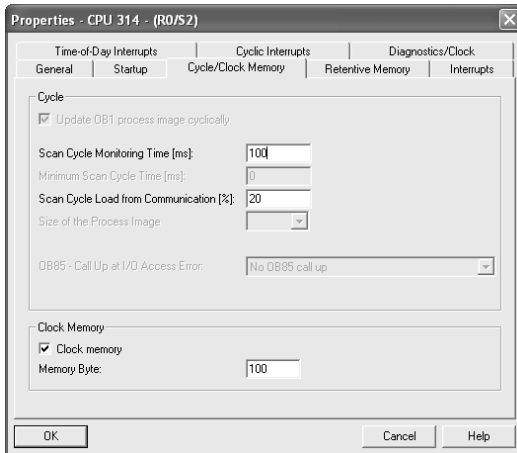 Properties - CPU 314 - (R0/S2)
Time-of-Day Interrupts Cyclic Interrupts Diagnostics/Clock
General Startup Cycle/Clock Memory Retentive Memory Interrupts
Cycle
Update OB1 process image cyclically
Scan Cycle Monitoring Time [ms]: 100
Minimum Scan Cycle Time [ms]: 0
Scan Cycle Load from Communication [%]: 20
Size of the Process Image
OB85 - Call Up at I/O Access Error: No OB85 call up
Clock Memory
Clock memory
Memory Byte: 100
OK Cancel Help